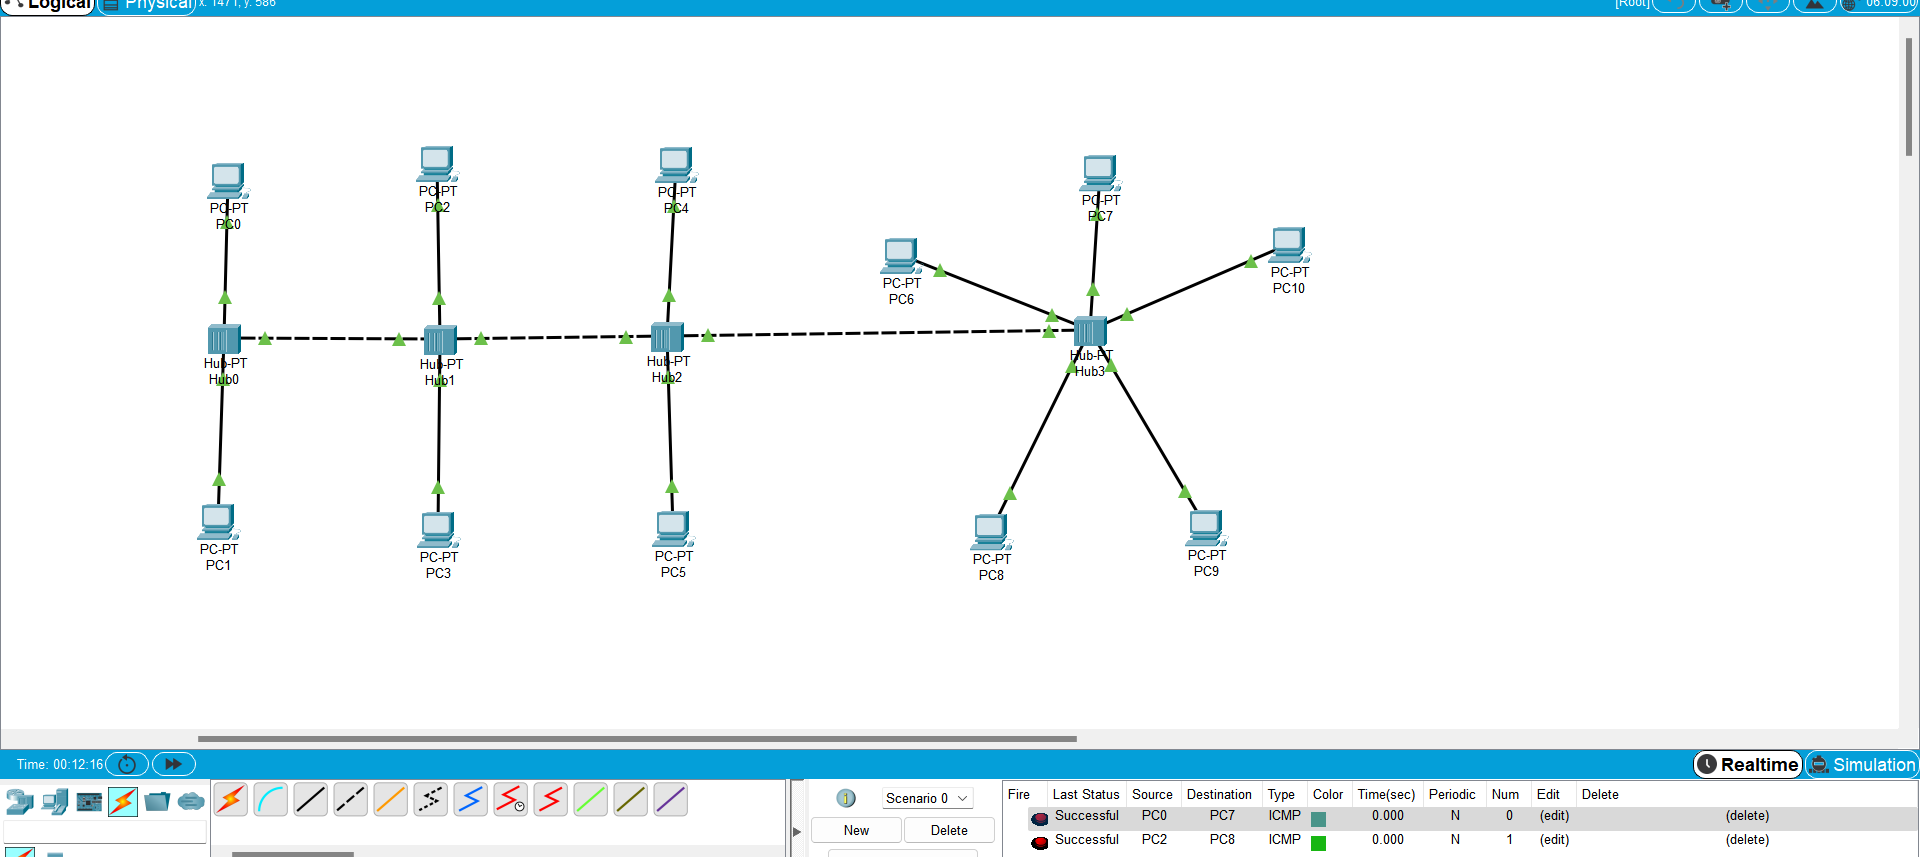 Logical Physical x: 1471, y: 586 [Root] 06:09:00
PC-PT
PC0
PC-PT
PC2
PC-PT
PC4
PC-PT
PC7
PC-PT
PC6
PC-PT
PC10
Hub-PT
Hub0
Hub-PT
Hub1
Hub-PT
Hub2
Hub-PT
Hub3
PC-PT
PC1
PC-PT
PC3
PC-PT
PC5
PC-PT
PC8
PC-PT
PC9
Time: 00:12:16
Realtime Simulation
Scenario 0
New Delete
Fire Last Status Source Destination Type Color Time(sec) Periodic Num Edit Delete
Successful PC0 PC7 ICMP 0.000 N 0 (edit) (delete)
Successful PC2 PC8 ICMP 0.000 N 1 (edit) (delete)